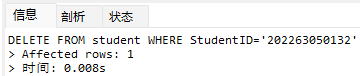 信息 剖析 状态
DELETE FROM student WHERE StudentID='202263050132'
> Affected rows: 1
> 时间: 0.008s